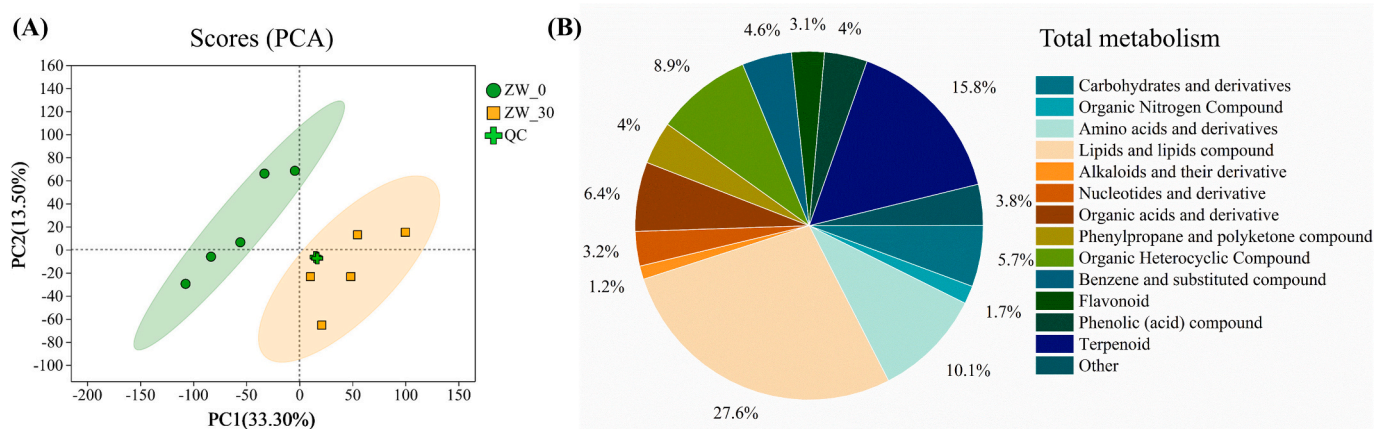 (A)
Scores (PCA)
160
140
120
100
80
60
40
20
0
-20
-40
-60
-80
-100
PC2(13.50%)
-200
-150
-100
-50
0
50
100
150
PC1(33.30%)
ZW_0
ZW_30
QC
(B)
4.6%
3.1%
4%
15.8%
3.8%
5.7%
1.7%
10.1%
27.6%
1.2%
3.2%
6.4%
4%
8.9%
Total metabolism
Carbohydrates and derivatives
Organic Nitrogen Compound
Amino acids and derivatives
Lipids and lipids compound
Alkaloids and their derivative
Nucleotides and derivative
Organic acids and derivative
Phenylpropane and polyketone compound
Organic Heterocyclic Compound
Benzene and substituted compound
Flavonoid
Phenolic (acid) compound
Terpenoid
Other